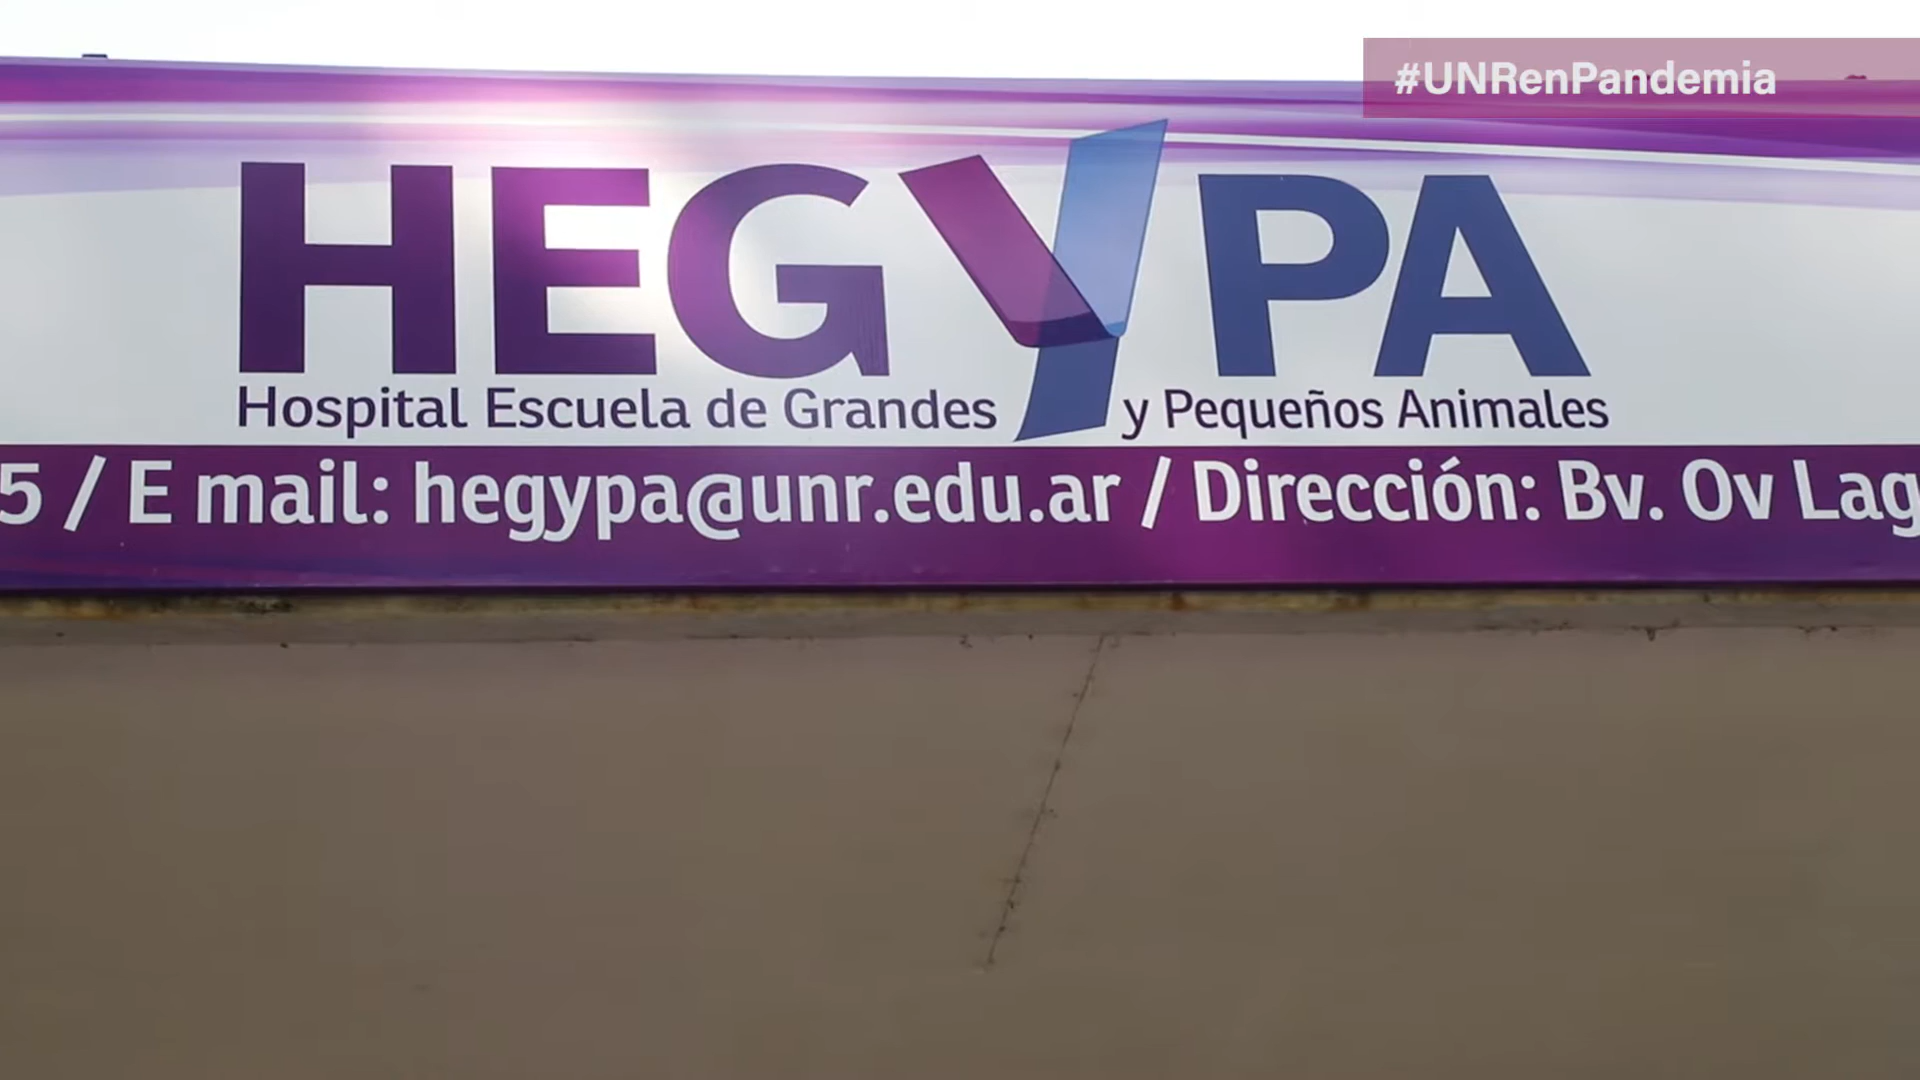 #UNRenPandemia
HEGYPA
Hospital Escuela de Grandes y Pequeños Animales
5 / E mail: hegypa@unr.edu.ar / Dirección: Bv. Ov Lag